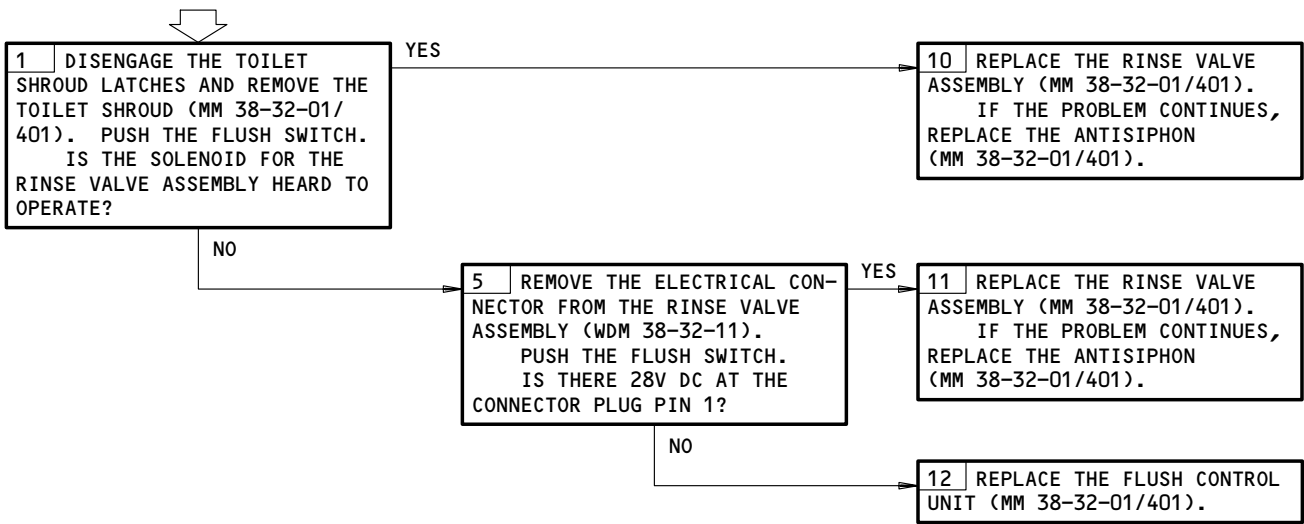 1 DISENGAGE THE TOILET
SHROUD LATCHES AND REMOVE THE
TOILET SHROUD (MM 38-32-01/
401). PUSH THE FLUSH SWITCH.
IS THE SOLENOID FOR THE
RINSE VALVE ASSEMBLY HEARD TO
OPERATE?
YES
10 REPLACE THE RINSE VALVE
ASSEMBLY (MM 38-32-01/401).
IF THE PROBLEM CONTINUES,
REPLACE THE ANTISIPHON
(MM 38-32-01/401).
NO
5 REMOVE THE ELECTRICAL CON-
NECTOR FROM THE RINSE VALVE
ASSEMBLY (WDM 38-32-11).
PUSH THE FLUSH SWITCH.
IS THERE 28V DC AT THE
CONNECTOR PLUG PIN 1?
YES
11 REPLACE THE RINSE VALVE
ASSEMBLY (MM 38-32-01/401).
IF THE PROBLEM CONTINUES,
REPLACE THE ANTISIPHON
(MM 38-32-01/401).
NO
12 REPLACE THE FLUSH CONTROL
UNIT (MM 38-32-01/401).